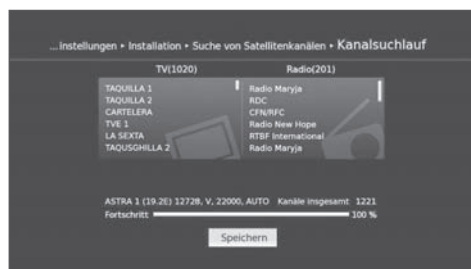 ...instellungen ▸ Installation ▸ Suche von Satellitenkanälen ▸ Kanalsuchlauf
TV(1020)
TAQUILLA 1
TAQUILLA 2
CARTELERA
TVE 1
LA SEXTA
TAQUSGHILLA 2
Radio(201)
Radio Maryja
RDC
CFN/RFC
Radio New Hope
RTBF International
Radio Maryja
ASTRA 1 (19.2E) 12728, V, 22000, AUTO Kanäle insgesamt 1221
Fortschritt 100 %
Speichern